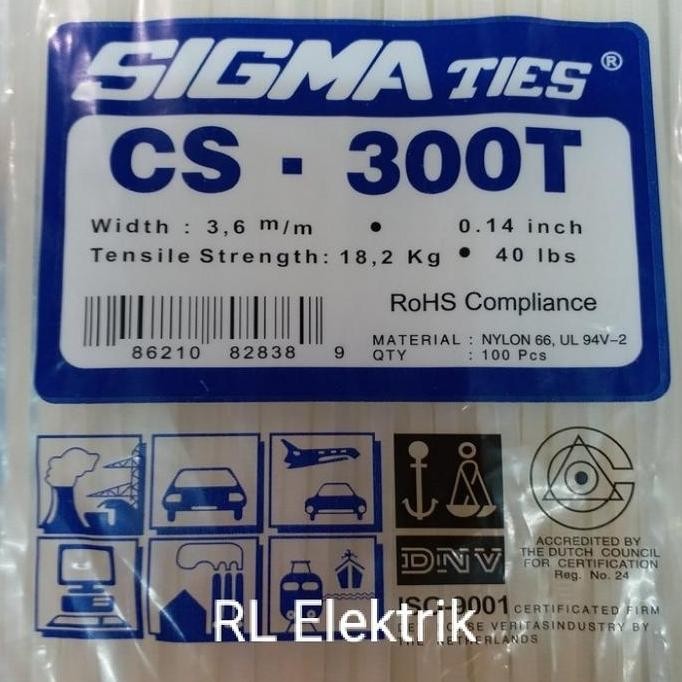 SIGMA TIES ®
CS - 300T
Width : 3,6 m/m • 0.14 inch
Tensile Strength: 18,2 Kg • 40 lbs
RoHS Compliance
86210 82838 9
MATERIAL : NYLON 66, UL 94V-2
QTY : 100 Pcs
DNV
ACCREDITED BY
THE DUTCH COUNCIL
FOR CERTIFICATION
Reg. No. 24
ISO-9001 CERTIFICATED FIRM
VERITASINDUSTRY BV
THE NETHERLANDS
RL Elektrik